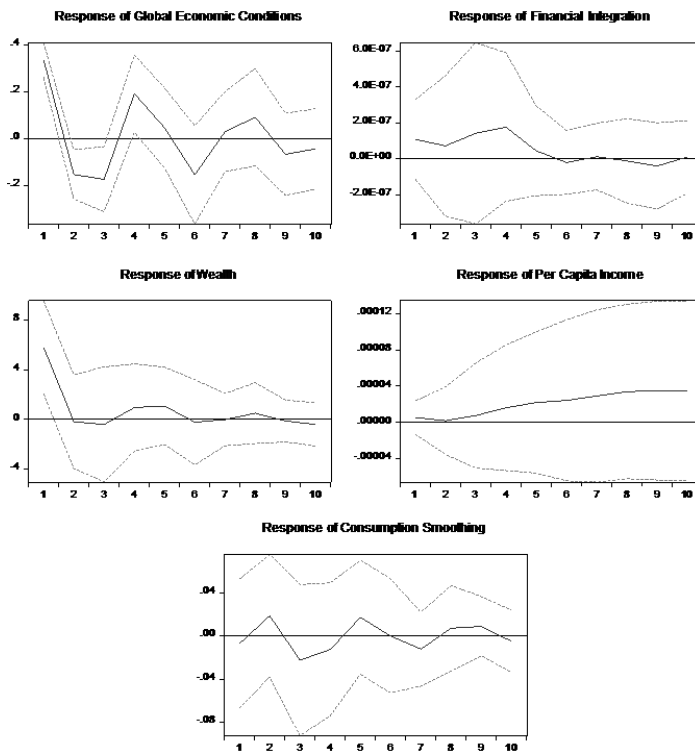 Response of Global Economic Conditions
.4
.2
.0
-.2
1 2 3 4 5 6 7 8 9 10
Response of Financial Integration
6.0E-07
4.0E-07
2.0E-07
0.0E+00
-2.0E-07
1 2 3 4 5 6 7 8 9 10
Response of Wealth
8
4
0
-4
1 2 3 4 5 6 7 8 9 10
Response of Per Capita Income
.00012
.00008
.00004
.00000
-.00004
1 2 3 4 5 6 7 8 9 10
Response of Consumption Smoothing
.04
.00
-.04
-.08
1 2 3 4 5 6 7 8 9 10